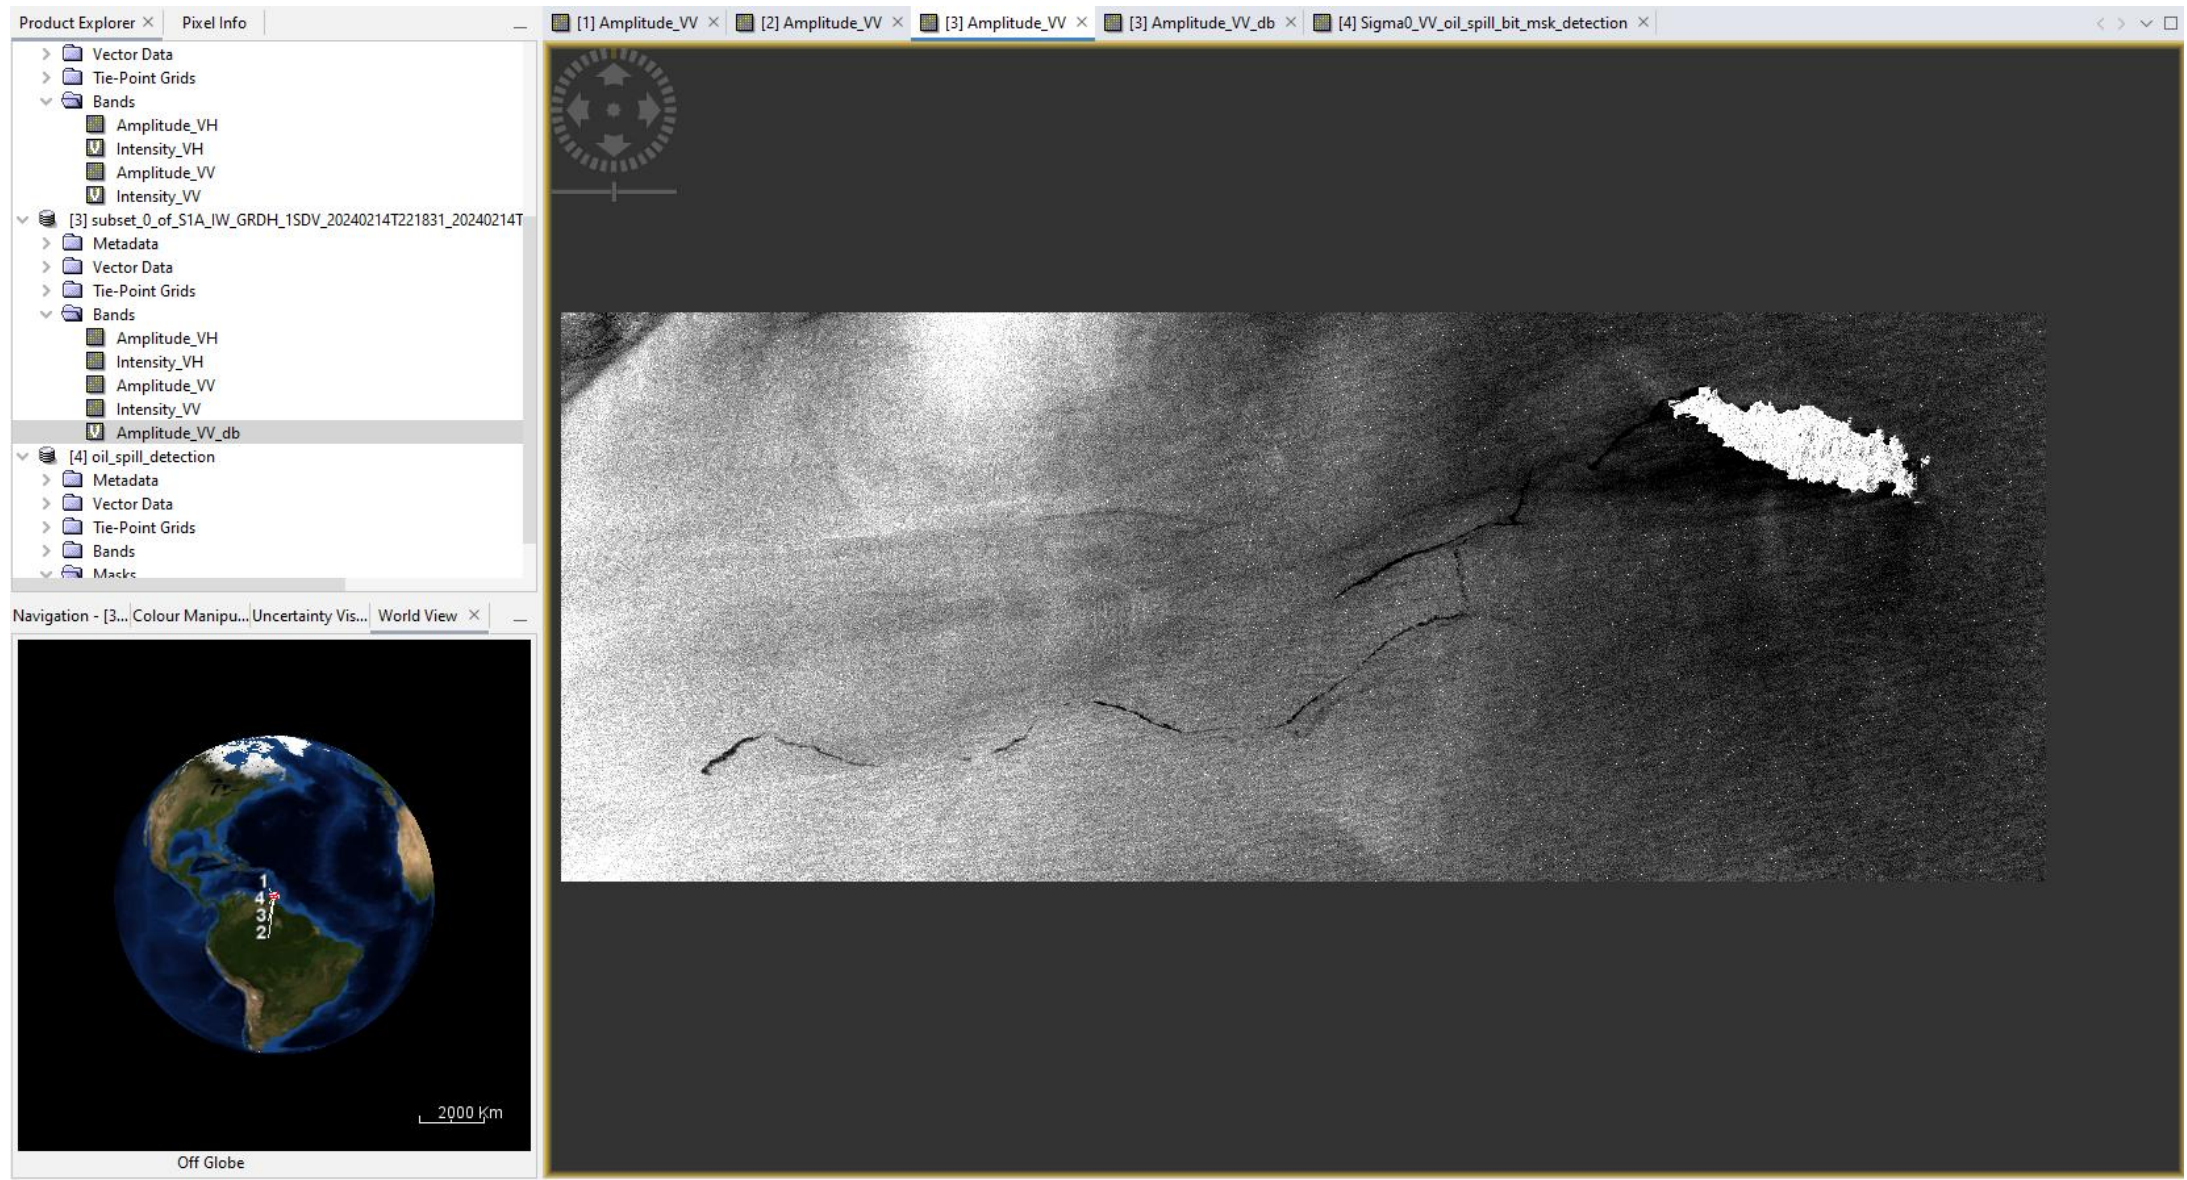 Product Explorer
Pixel Info
[1] Amplitude_VV
[2] Amplitude_VV
[3] Amplitude_VV
[3] Amplitude_VV_db
[4] Sigma0_VV_oil_spill_bit_msk_detection
Vector Data
Tie-Point Grids
Bands
Amplitude_VH
Intensity_VH
Amplitude_VV
Intensity_VV
[3] subset_0_of_S1A_IW_GRDH_1SDV_20240214T221831_20240214T
Metadata
Vector Data
Tie-Point Grids
Bands
Amplitude_VH
Intensity_VH
Amplitude_VV
Intensity_VV
Amplitude_VV_db
[4] oil_spill_detection
Metadata
Vector Data
Tie-Point Grids
Bands
Masks
Navigation - [3...
Colour Manipu...
Uncertainty Vis...
World View
1
4
3
2
2000 Km
Off Globe